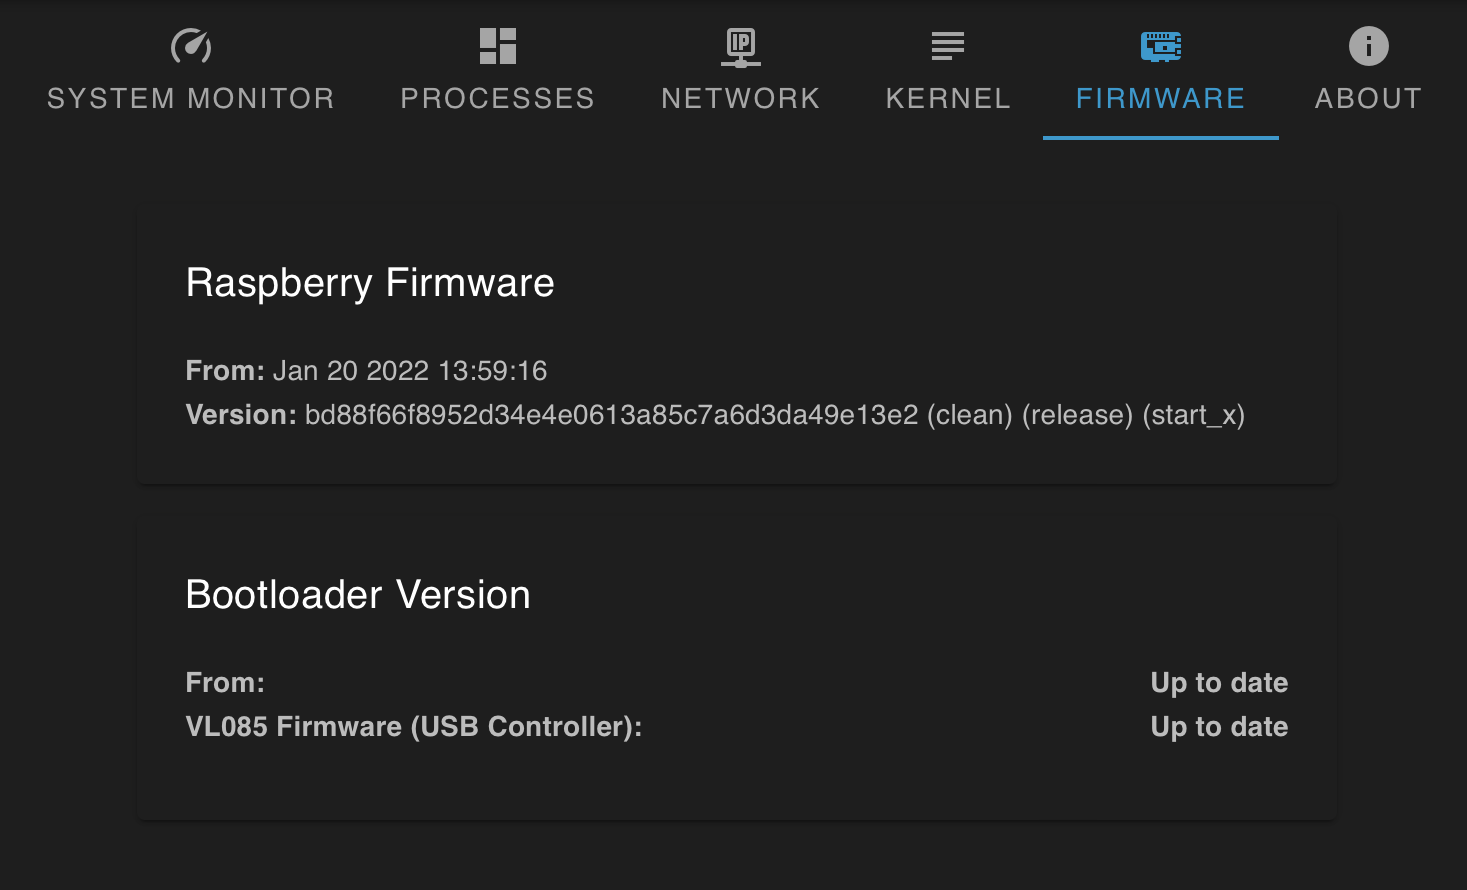 SYSTEM MONITOR PROCESSES IP NETWORK KERNEL FIRMWARE i ABOUT
Raspberry Firmware
From: Jan 20 2022 13:59:16
Version: bd88f66f8952d34e4e0613a85c7a6d3da49e13e2 (clean) (release) (start_x)
Bootloader Version
From: Up to date
VL085 Firmware (USB Controller): Up to date